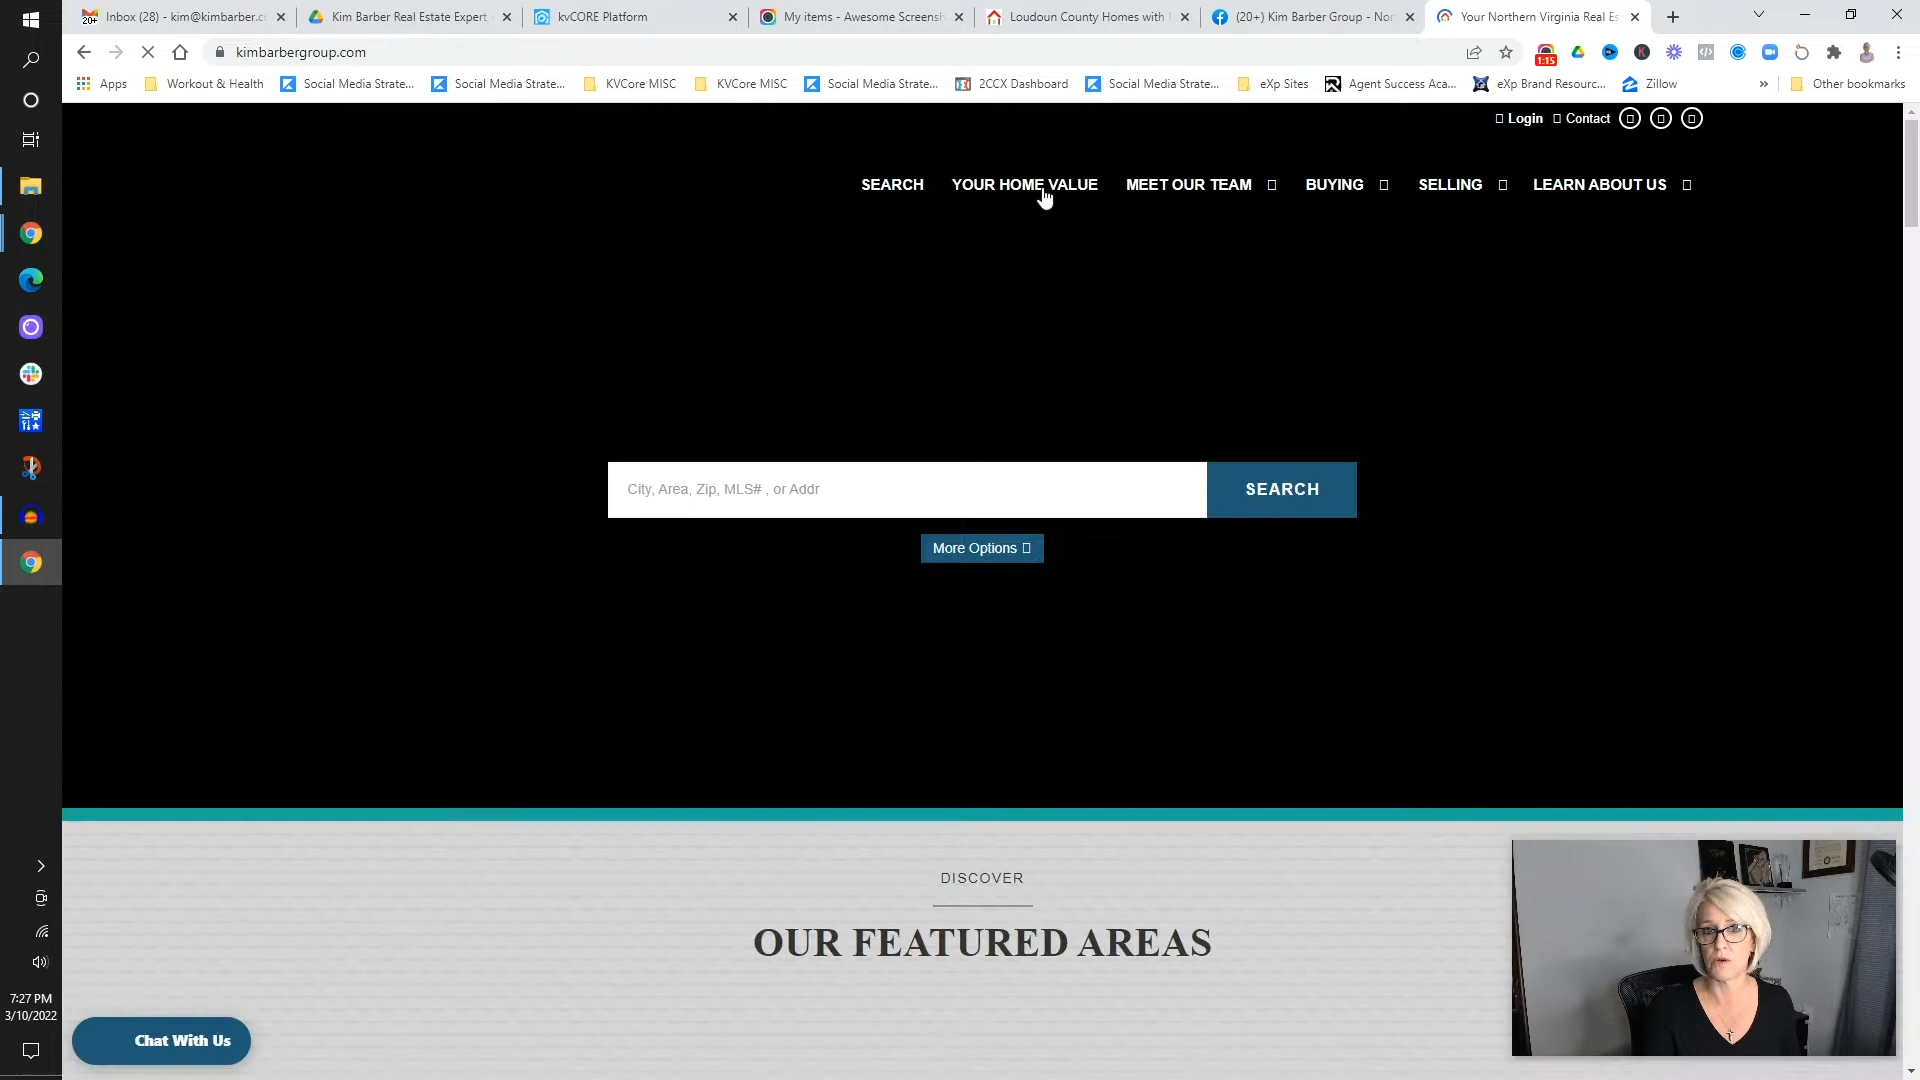 Inbox (28) - kim@kimbarber.c
Kim Barber Real Estate Expert
kvCORE Platform
My items - Awesome Screensh
Loudoun County Homes with
(20+) Kim Barber Group - Nor
Your Northern Virginia Real Es
20+
kimbarbergroup.com
1:15
Apps
Workout & Health
Social Media Strate...
Social Media Strate...
KVCore MISC
KVCore MISC
Social Media Strate...
2CCX Dashboard
Social Media Strate...
eXp Sites
Agent Success Aca...
eXp Brand Resourc...
Zillow
»
Other bookmarks
Login
Contact
SEARCH
YOUR HOME VALUE
MEET OUR TEAM
BUYING
SELLING
LEARN ABOUT US
City, Area, Zip, MLS# , or Addr
SEARCH
More Options
DISCOVER
OUR FEATURED AREAS
7:27 PM
3/10/2022
Chat With Us